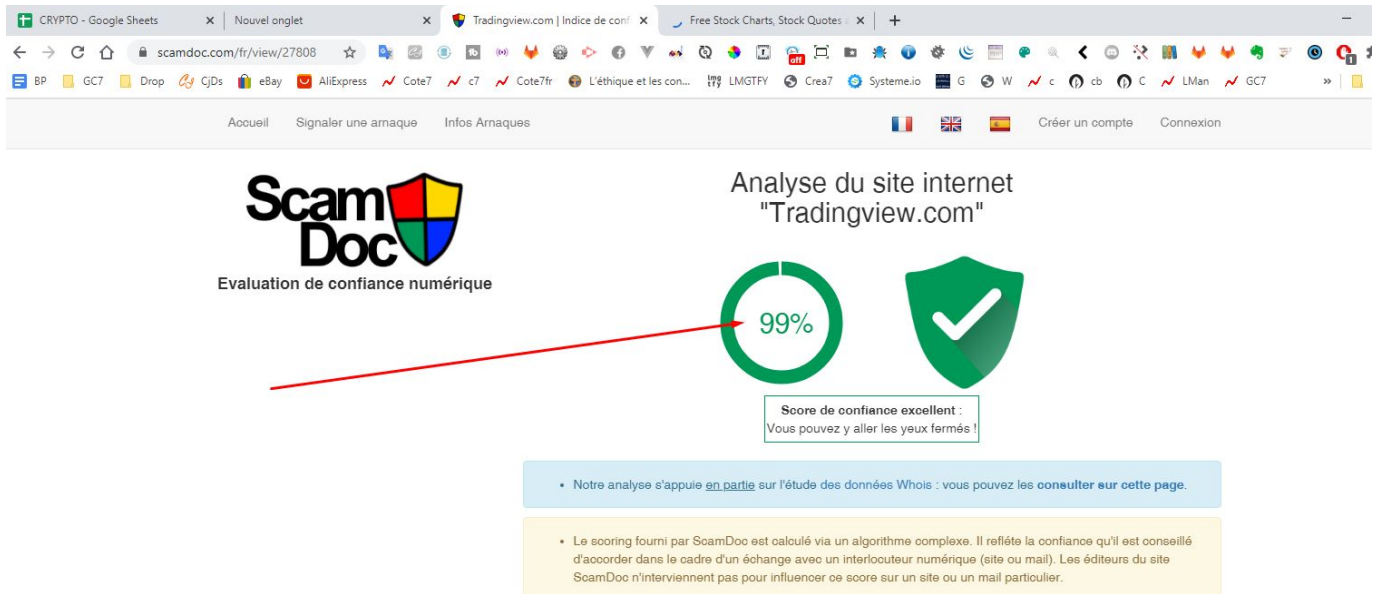 CRYPTO - Google Sheets
Nouvel onglet
Tradingview.com | Indice de conf
Free Stock Charts, Stock Quotes
scamdoc.com/fr/view/27808
off
BP GC7 Drop CjDs eBay AliExpress Cote7 c7 Cote7fr L'éthique et les con... LMGTFY Crea7 Systeme.io G W c cb C LMan GC7 »
Accueil Signaler une arnaque Infos Arnaques Créer un compte Connexion
Scam
Doc
Evaluation de confiance numérique
Analyse du site internet
"Tradingview.com"
99%
Score de confiance excellent :
Vous pouvez y aller les yeux fermés !
Notre analyse s'appuie en partie sur l'étude des données Whois : vous pouvez les consulter sur cette page.
Le scoring fourni par ScamDoc est calculé via un algorithme complexe. Il refléte la confiance qu'il est conseillé
d'accorder dans le cadre d'un échange avec un interlocuteur numérique (site ou mail). Les éditeurs du site
ScamDoc n'interviennent pas pour influencer ce score sur un site ou un mail particulier.